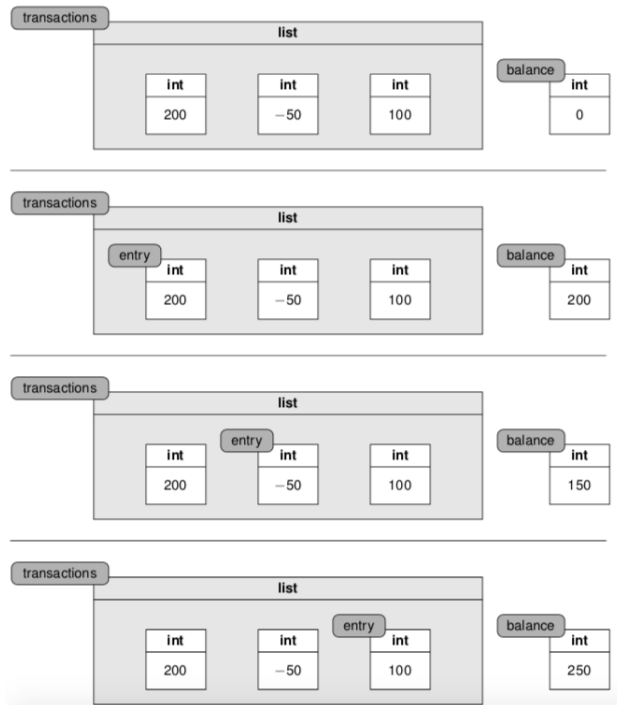 transactions
list
balance
int int int int
200 −50 100 0
transactions
list
entry balance
int int int int
200 −50 100 200
transactions
list
entry balance
int int int int
200 −50 100 150
transactions
list
entry balance
int int int int
200 −50 100 250